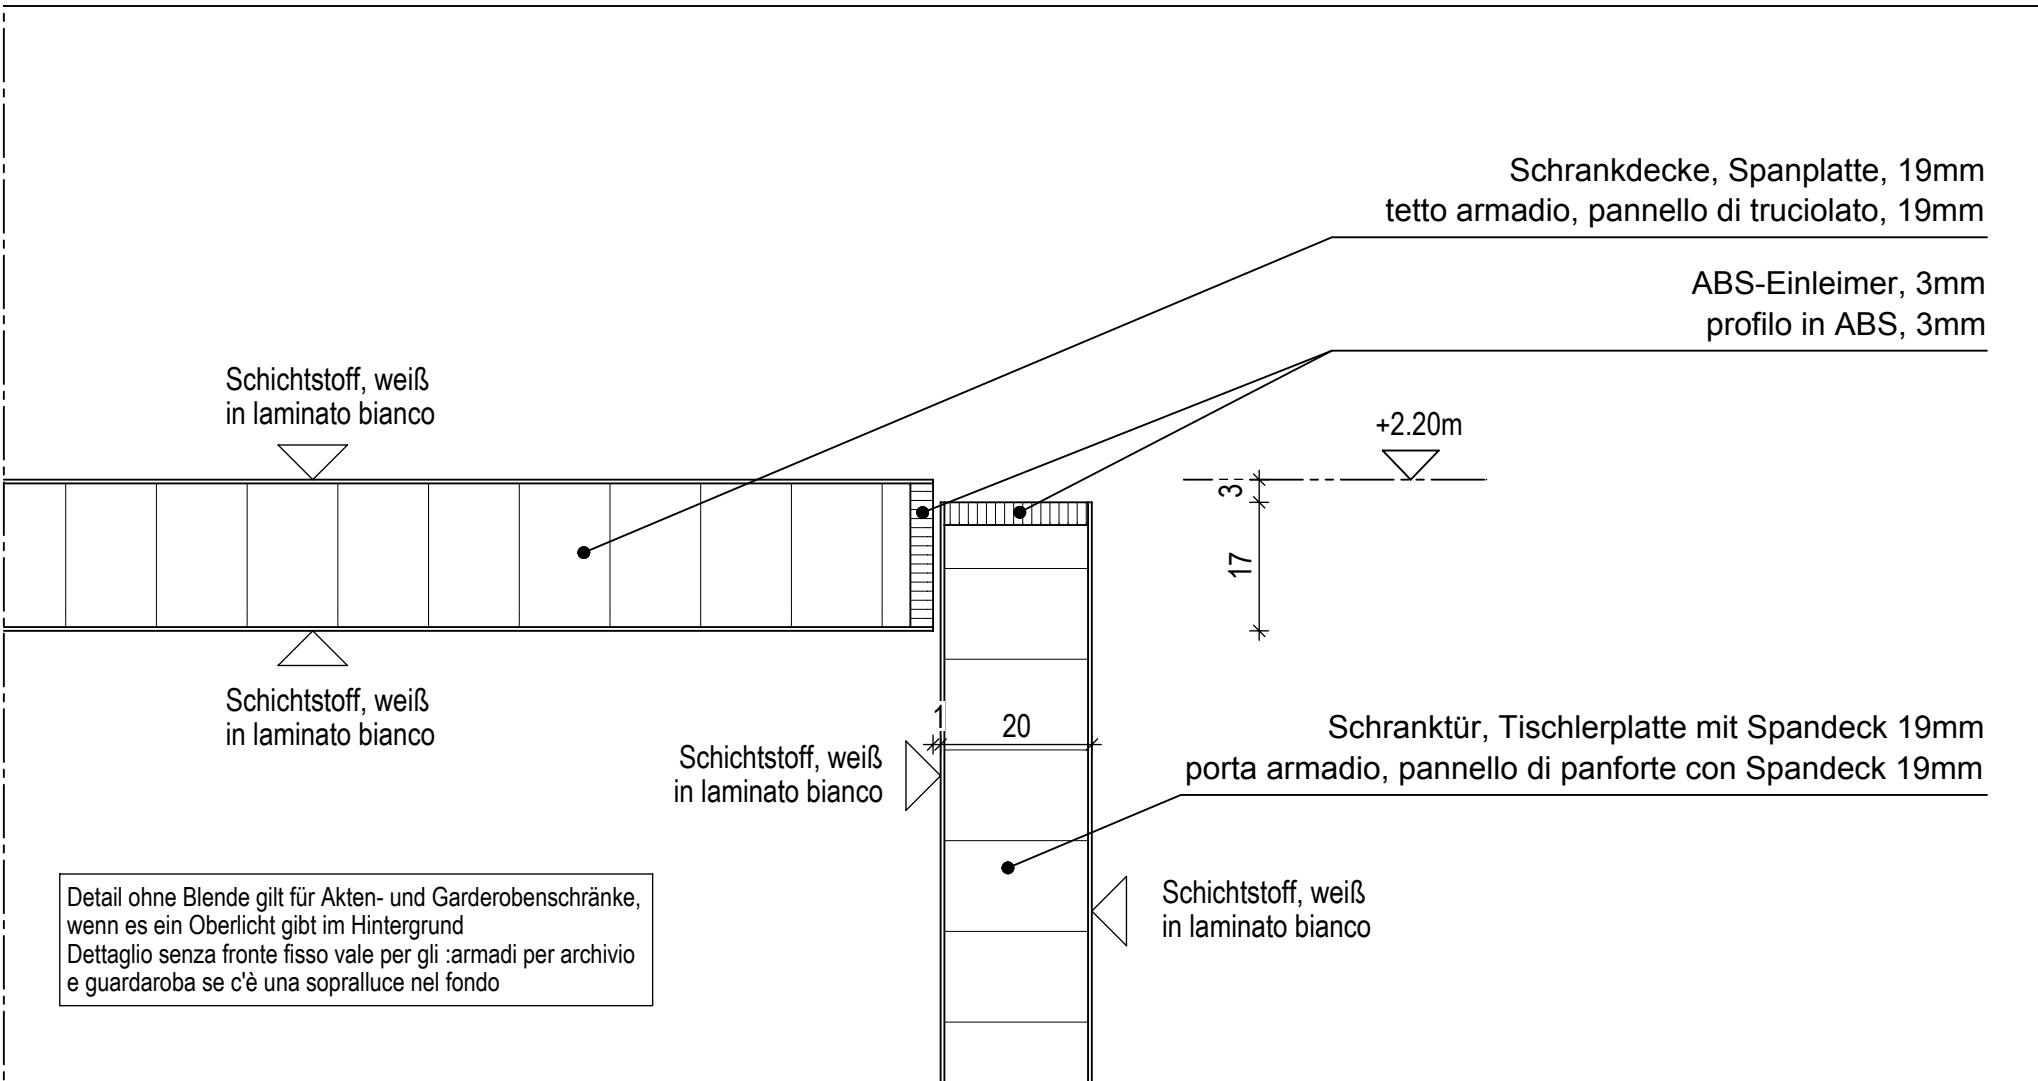 Schrankdecke, Spanplatte, 19mm
tetto armadio, pannello di truciolato, 19mm
ABS-Einleimer, 3mm
profilo in ABS, 3mm
Schichtstoff, weiß
in laminato bianco
+2.20m
3
17
Schichtstoff, weiß
in laminato bianco
1
20
Schranktür, Tischlerplatte mit Spandeck 19mm
porta armadio, pannello di panforte con Spandeck 19mm
Schichtstoff, weiß
in laminato bianco
Schichtstoff, weiß
in laminato bianco
Detail ohne Blende gilt für Akten- und Garderobenschränke,
wenn es ein Oberlicht gibt im Hintergrund
Dettaglio senza fronte fisso vale per gli :armadi per archivio
e guardaroba se c'è una sopralluce nel fondo